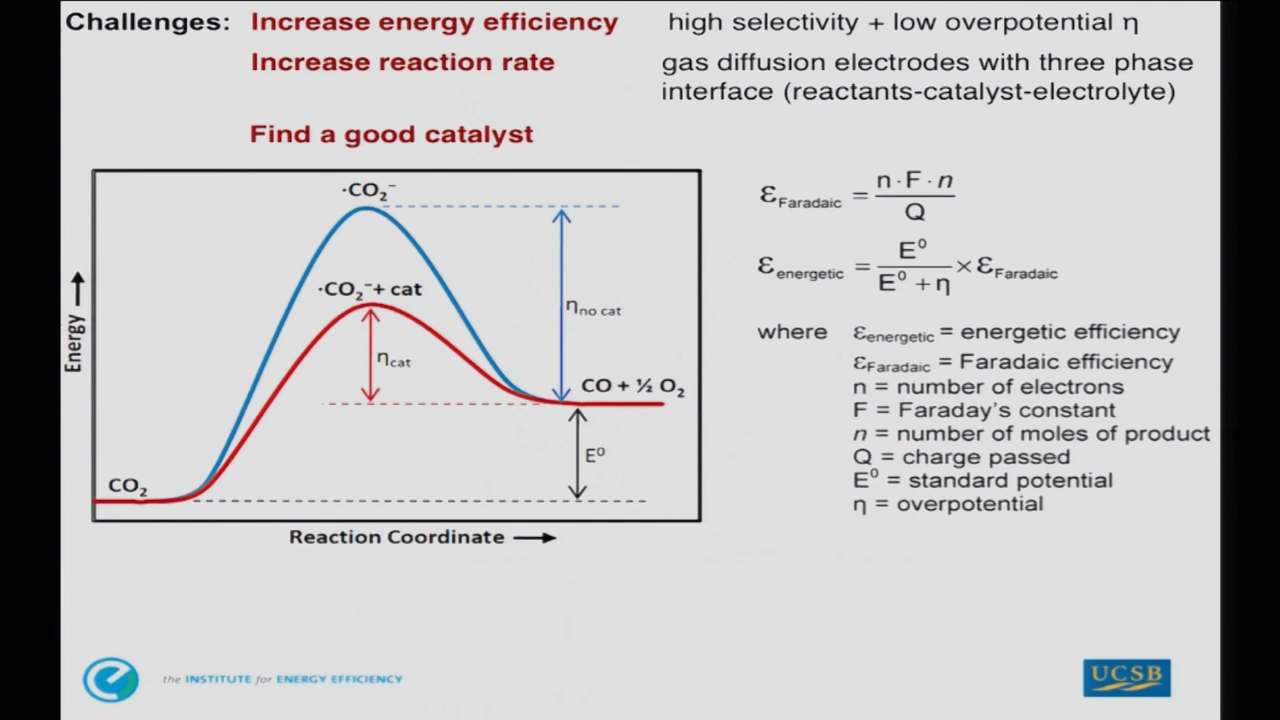 Challenges: Increase energy efficiency high selectivity + low overpotential η
Increase reaction rate gas diffusion electrodes with three phase
interface (reactants-catalyst-electrolyte)
Find a good catalyst
·CO₂⁻
·CO₂⁻+ cat
η no cat
η cat
CO + ½ O₂
E⁰
CO₂
Energy
Reaction Coordinate
ε Faradaic = n·F·n / Q
ε energetic = E⁰ / E⁰ + η × ε Faradaic
where ε energetic = energetic efficiency
ε Faradaic = Faradaic efficiency
n = number of electrons
F = Faraday's constant
n = number of moles of product
Q = charge passed
E⁰ = standard potential
η = overpotential
the INSTITUTE for ENERGY EFFICIENCY
UCSB